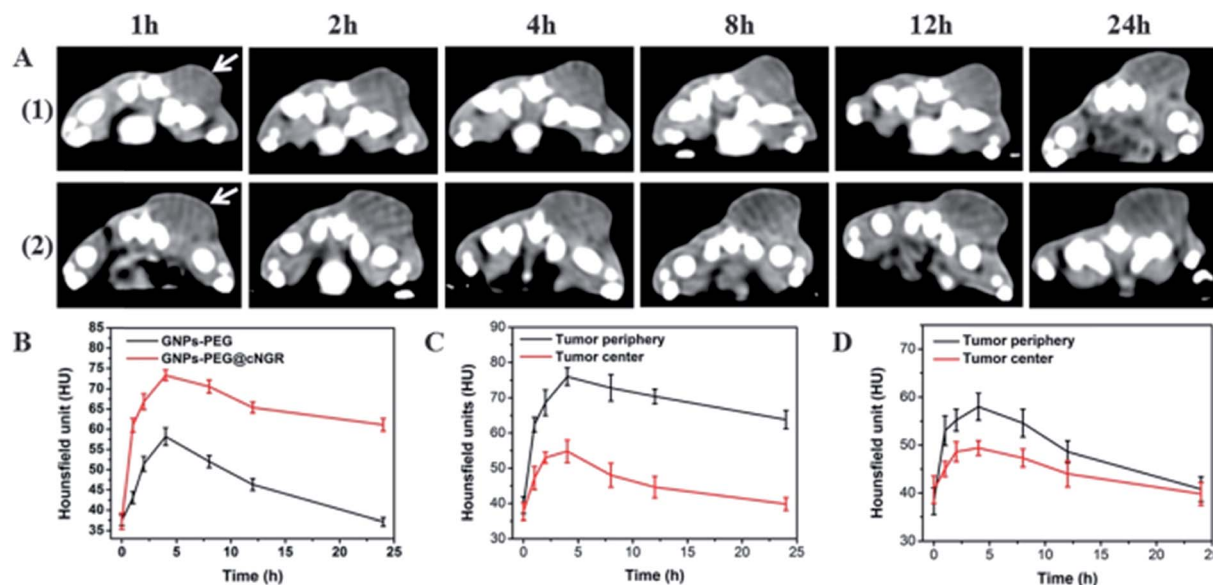 1h 2h 4h 8h 12h 24h
A
(1)
(2)
B
GNPs-PEG
GNPs-PEG@cNGR
Hounsfield unit (HU)
85
80
75
70
65
60
55
50
45
40
35
0 5 10 15 20 25
Time (h)
C
Tumor periphery
Tumor center
Hounsfield units (HU)
90
80
70
60
50
40
30
0 5 10 15 20 25
Time (h)
D
Tumor periphery
Tumor center
Hounsfield unit (HU)
70
60
50
40
30
0 5 10 15 20 25
Time (h)